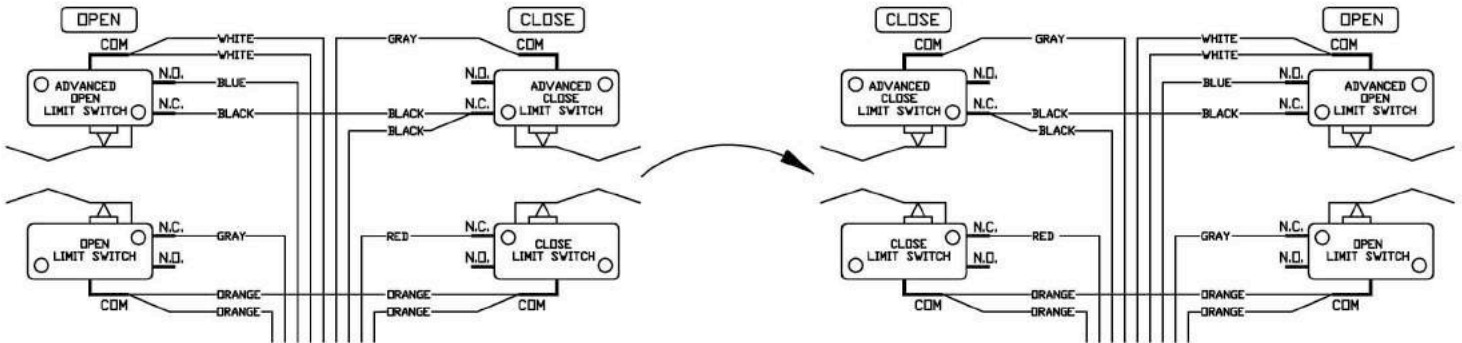 OPEN CLOSE CLOSE OPEN
COM COM COM COM
WHITE GRAY GRAY WHITE
WHITE WHITE
N.O. N.O. N.O. N.O.
ADVANCED OPEN LIMIT SWITCH
BLUE
ADVANCED CLOSE LIMIT SWITCH
ADVANCED CLOSE LIMIT SWITCH
BLUE
ADVANCED OPEN LIMIT SWITCH
N.C. BLACK BLACK N.C. N.C. BLACK BLACK N.C.
BLACK BLACK
N.C. GRAY RED N.C. N.C. RED GRAY N.C.
OPEN LIMIT SWITCH
CLOSE LIMIT SWITCH
CLOSE LIMIT SWITCH
OPEN LIMIT SWITCH
N.O. N.O. N.O. N.O.
ORANGE ORANGE ORANGE ORANGE
COM COM COM COM
ORANGE ORANGE ORANGE ORANGE